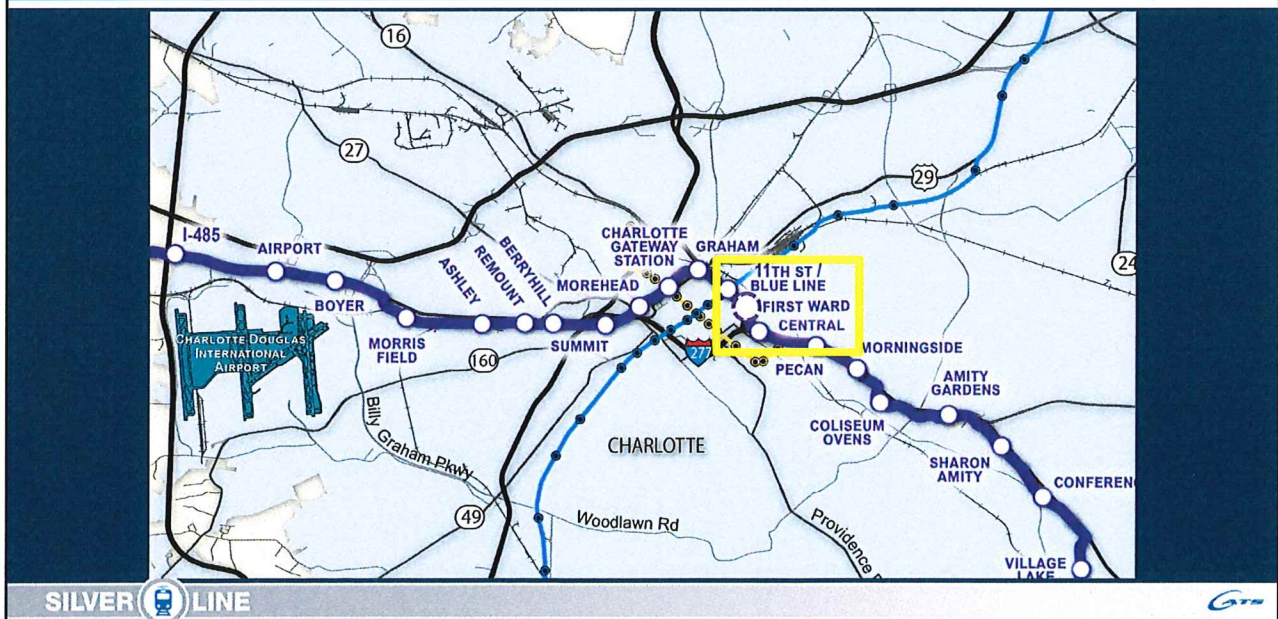 16
27
29
24
I-485
AIRPORT
BOYER
MORRIS
FIELD
ASHLEY
REMOUNT
BERRYHILL
SUMMIT
MOREHEAD
CHARLOTTE
GATEWAY
STATION
GRAHAM
11TH ST /
BLUE LINE
FIRST WARD
CENTRAL
PECAN
MORNINGSIDE
COLISEUM
OVENS
AMITY
GARDENS
SHARON
AMITY
CONFEREN
VILLAGE
LAKE
CHARLOTTE DOUGLAS
INTERNATIONAL
AIRPORT
160
277
49
CHARLOTTE
Billy Graham Pkwy
Woodlawn Rd
Providence
SILVER LINE
CATS